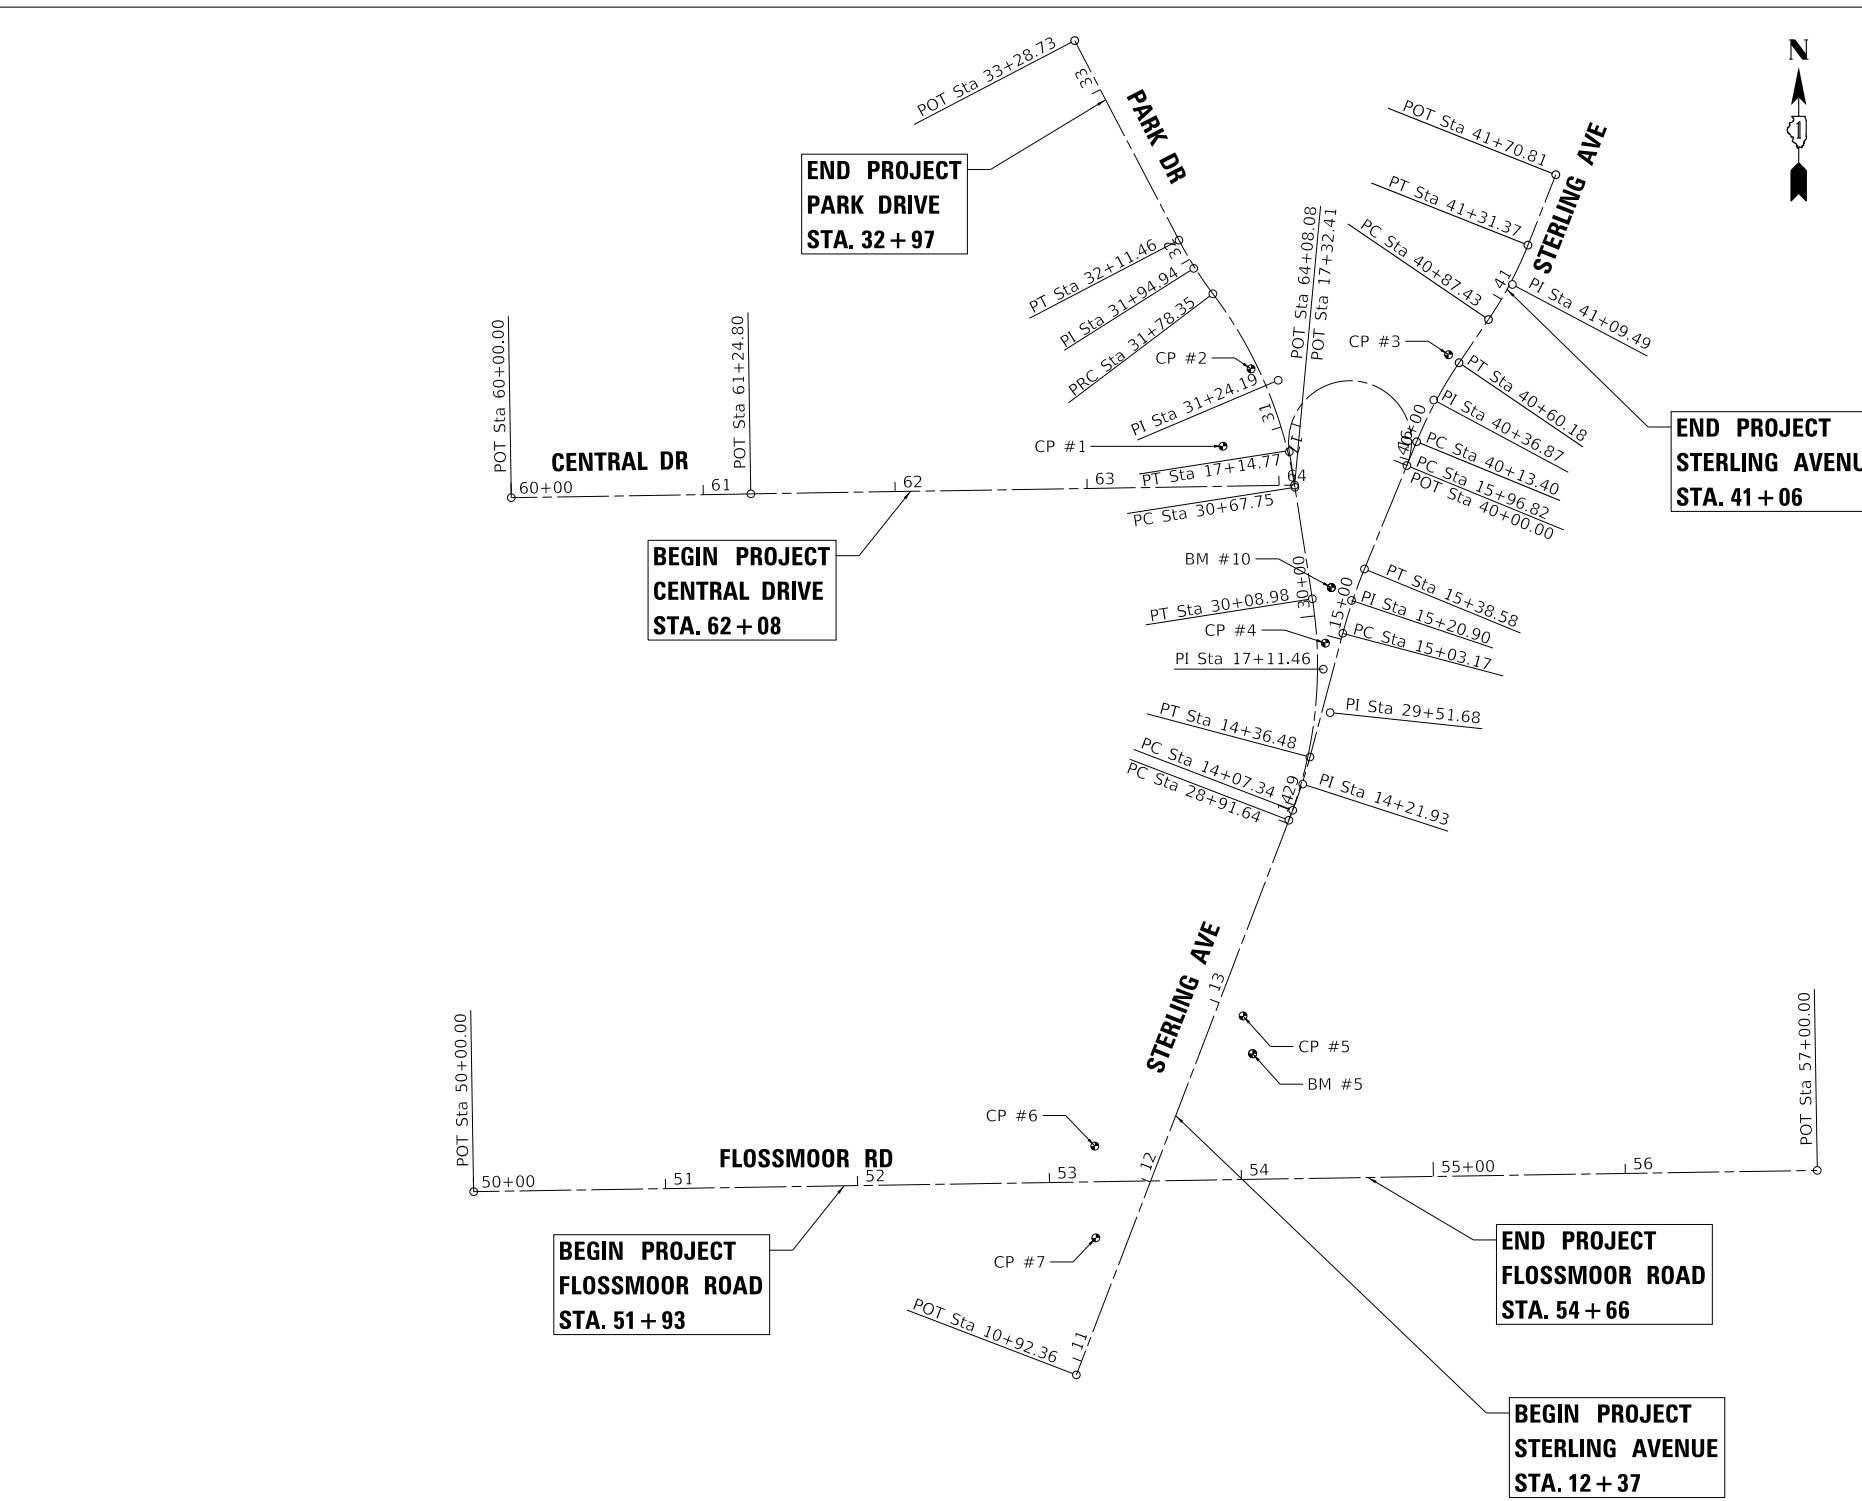 N
1
POT Sta 33+28.73
33
PARK DR
END PROJECT
PARK DRIVE
STA. 32+97
POT Sta 41+70.81
STERLING AVE
PT Sta 41+31.37
PC Sta 40+87.43
41
PI Sta 41+09.49
POT Sta 64+08.08
POT Sta 17+32.41
PT Sta 32+11.46
32
PI Sta 31+94.94
PRC Sta 31+78.35
CP #2
CP #3
PI Sta 31+24.19
31
PT Sta 40+60.18
PI Sta 40+36.87
END PROJECT
STERLING AVENU
STA. 41+06
POT Sta 60+00.00
POT Sta 61+24.80
CENTRAL DR
CP #1
17
PT Sta 17+14.77
PC Sta 40+13.40
PC Sta 15+96.82
POT Sta 40+00.00
60+00
61
62
63
64
PC Sta 30+67.75
BEGIN PROJECT
CENTRAL DRIVE
STA. 62+08
BM #10
30+00
15+00
PT Sta 15+38.58
PT Sta 30+08.98
PI Sta 15+20.90
CP #4
PC Sta 15+03.17
PI Sta 17+11.46
PT Sta 14+36.48
PI Sta 29+51.68
PC Sta 14+07.34
PC Sta 28+91.64
14
29
PI Sta 14+21.93
STERLING AVE
13
CP #5
BM #5
POT Sta 50+00.00
POT Sta 57+00.00
CP #6
FLOSSMOOR RD
50+00
51
52
53
12
54
55+00
56
BEGIN PROJECT
FLOSSMOOR ROAD
STA. 51+93
CP #7
END PROJECT
FLOSSMOOR ROAD
STA. 54+66
POT Sta 10+92.36
11
BEGIN PROJECT
STERLING AVENUE
STA. 12+37